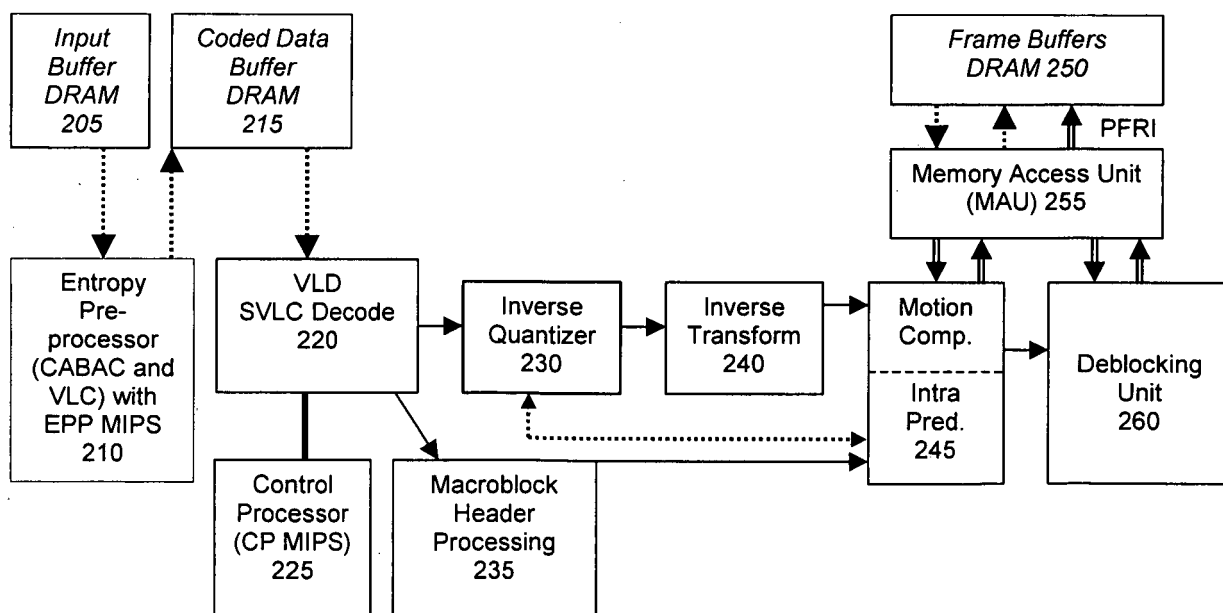 Input
Buffer
DRAM
205
Coded Data
Buffer
DRAM
215
Frame Buffers
DRAM 250
PFRI
Memory Access Unit
(MAU) 255
Entropy
Pre-
processor
(CABAC and
VLC) with
EPP MIPS
210
VLD
SVLC Decode
220
Inverse
Quantizer
230
Inverse
Transform
240
Motion
Comp.
Intra
Pred.
245
Deblocking
Unit
260
Control
Processor
(CP MIPS)
225
Macroblock
Header
Processing
235